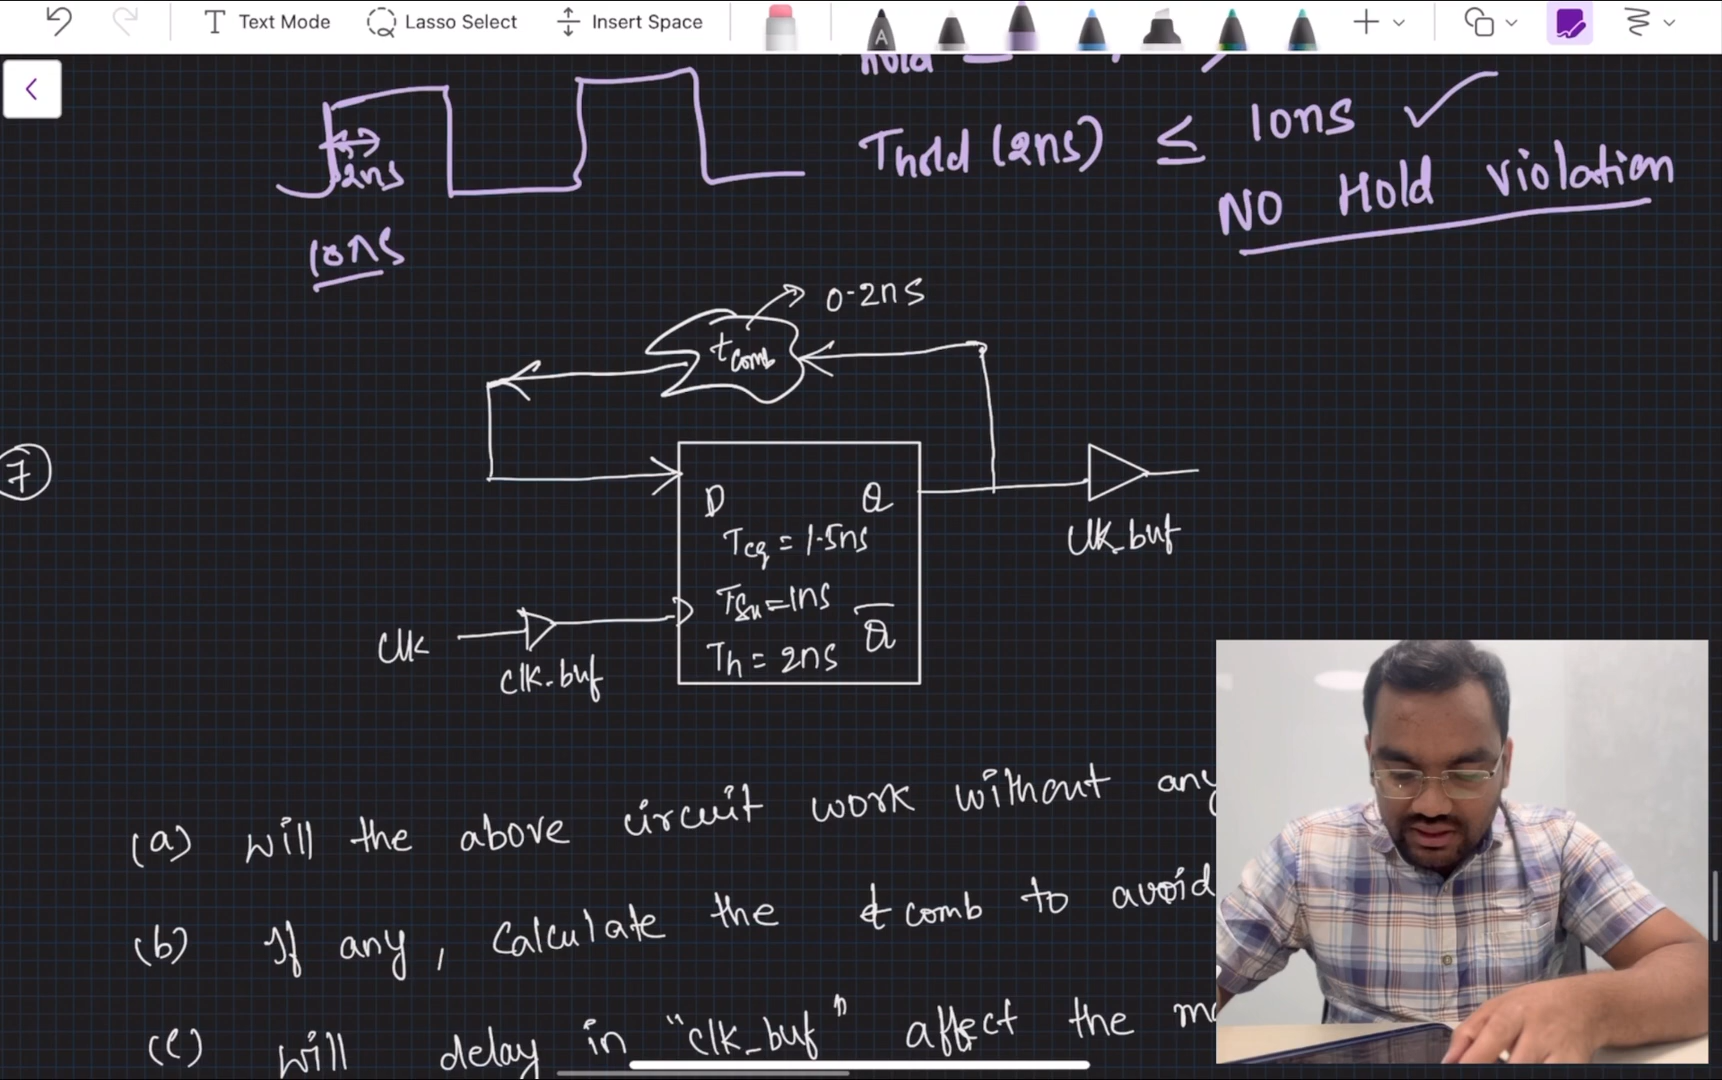 Text Mode
Lasso Select
Insert Space
A
Thold (2ns) ≤ 10ns ✓
No Hold violation
2ns
10ns
0.2ns
tcomb
7
D Q
Tcq = 1.5ns
Tsu = 1ns
Th = 2ns
Q̅
clk
clk_buf
clk_buf
(a) will the above circuit work without any
(b) If any, calculate the tcomb to avoid
(c) will delay in "clk_buf" affect the